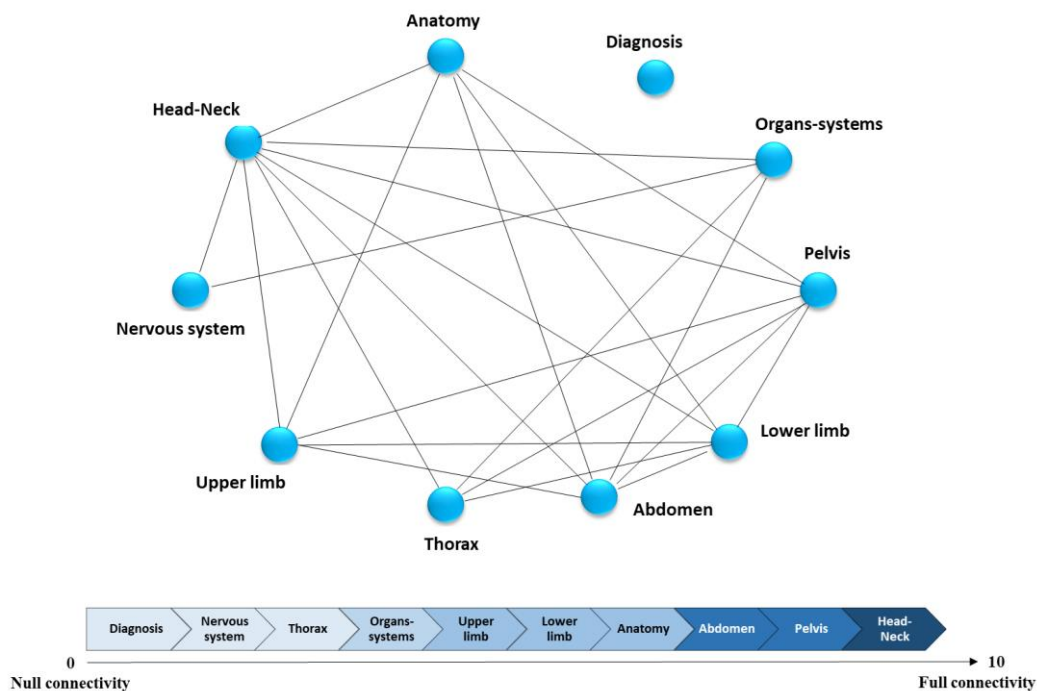 Anatomy
Diagnosis
Head-Neck
Organs-systems
Pelvis
Nervous system
Lower limb
Upper limb
Abdomen
Thorax
Diagnosis
Nervous
system
Thorax
Organs-
systems
Upper
limb
Lower
limb
Anatomy
Abdomen
Pelvis
Head-
Neck
0
10
Null connectivity
Full connectivity